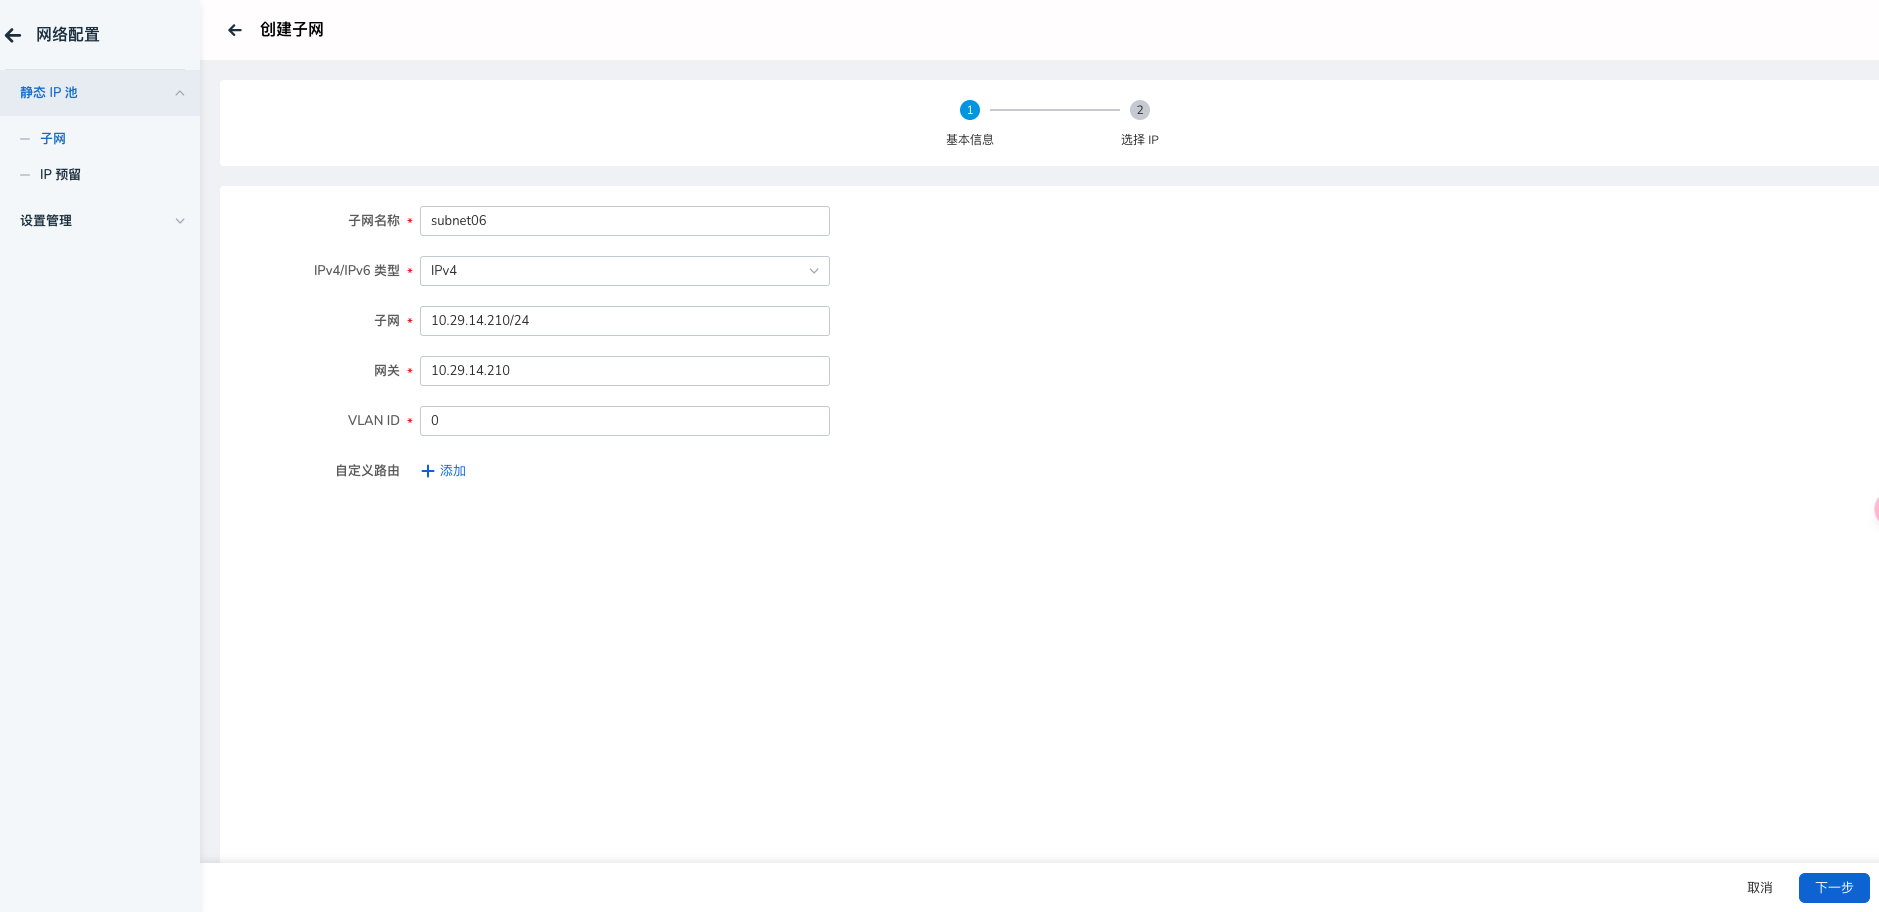 网络配置
静态 IP 池
子网
IP 预留
设置管理
创建子网
1
2
基本信息
选择 IP
子网名称 * subnet06
IPv4/IPv6 类型 * IPv4
子网 * 10.29.14.210/24
网关 * 10.29.14.210
VLAN ID * 0
自定义路由 + 添加
取消
下一步